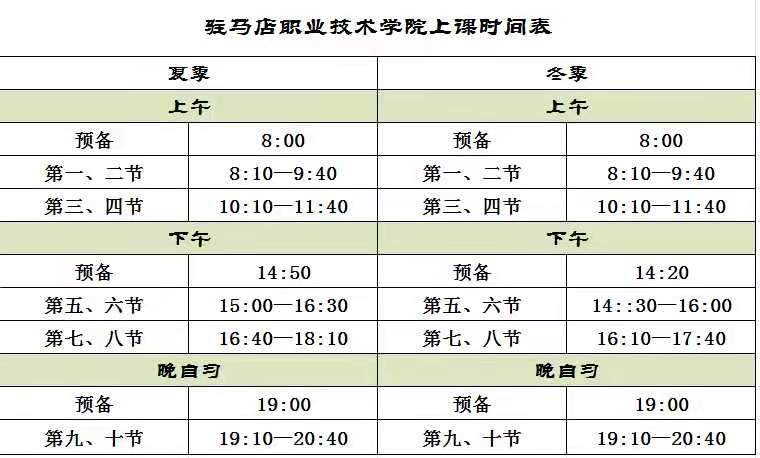 驻马店职业技术学院上课时间表
夏季 冬季
上午 上午
预备 8:00 预备 8:00
第一、二节 8:10—9:40 第一、二节 8:10—9:40
第三、四节 10:10—11:40 第三、四节 10:10—11:40
下午 下午
预备 14:50 预备 14:20
第五、六节 15:00—16:30 第五、六节 14::30—16:00
第七、八节 16:40—18:10 第七、八节 16:10—17:40
晚自习 晚自习
预备 19:00 预备 19:00
第九、十节 19:10—20:40 第九、十节 19:10—20:40